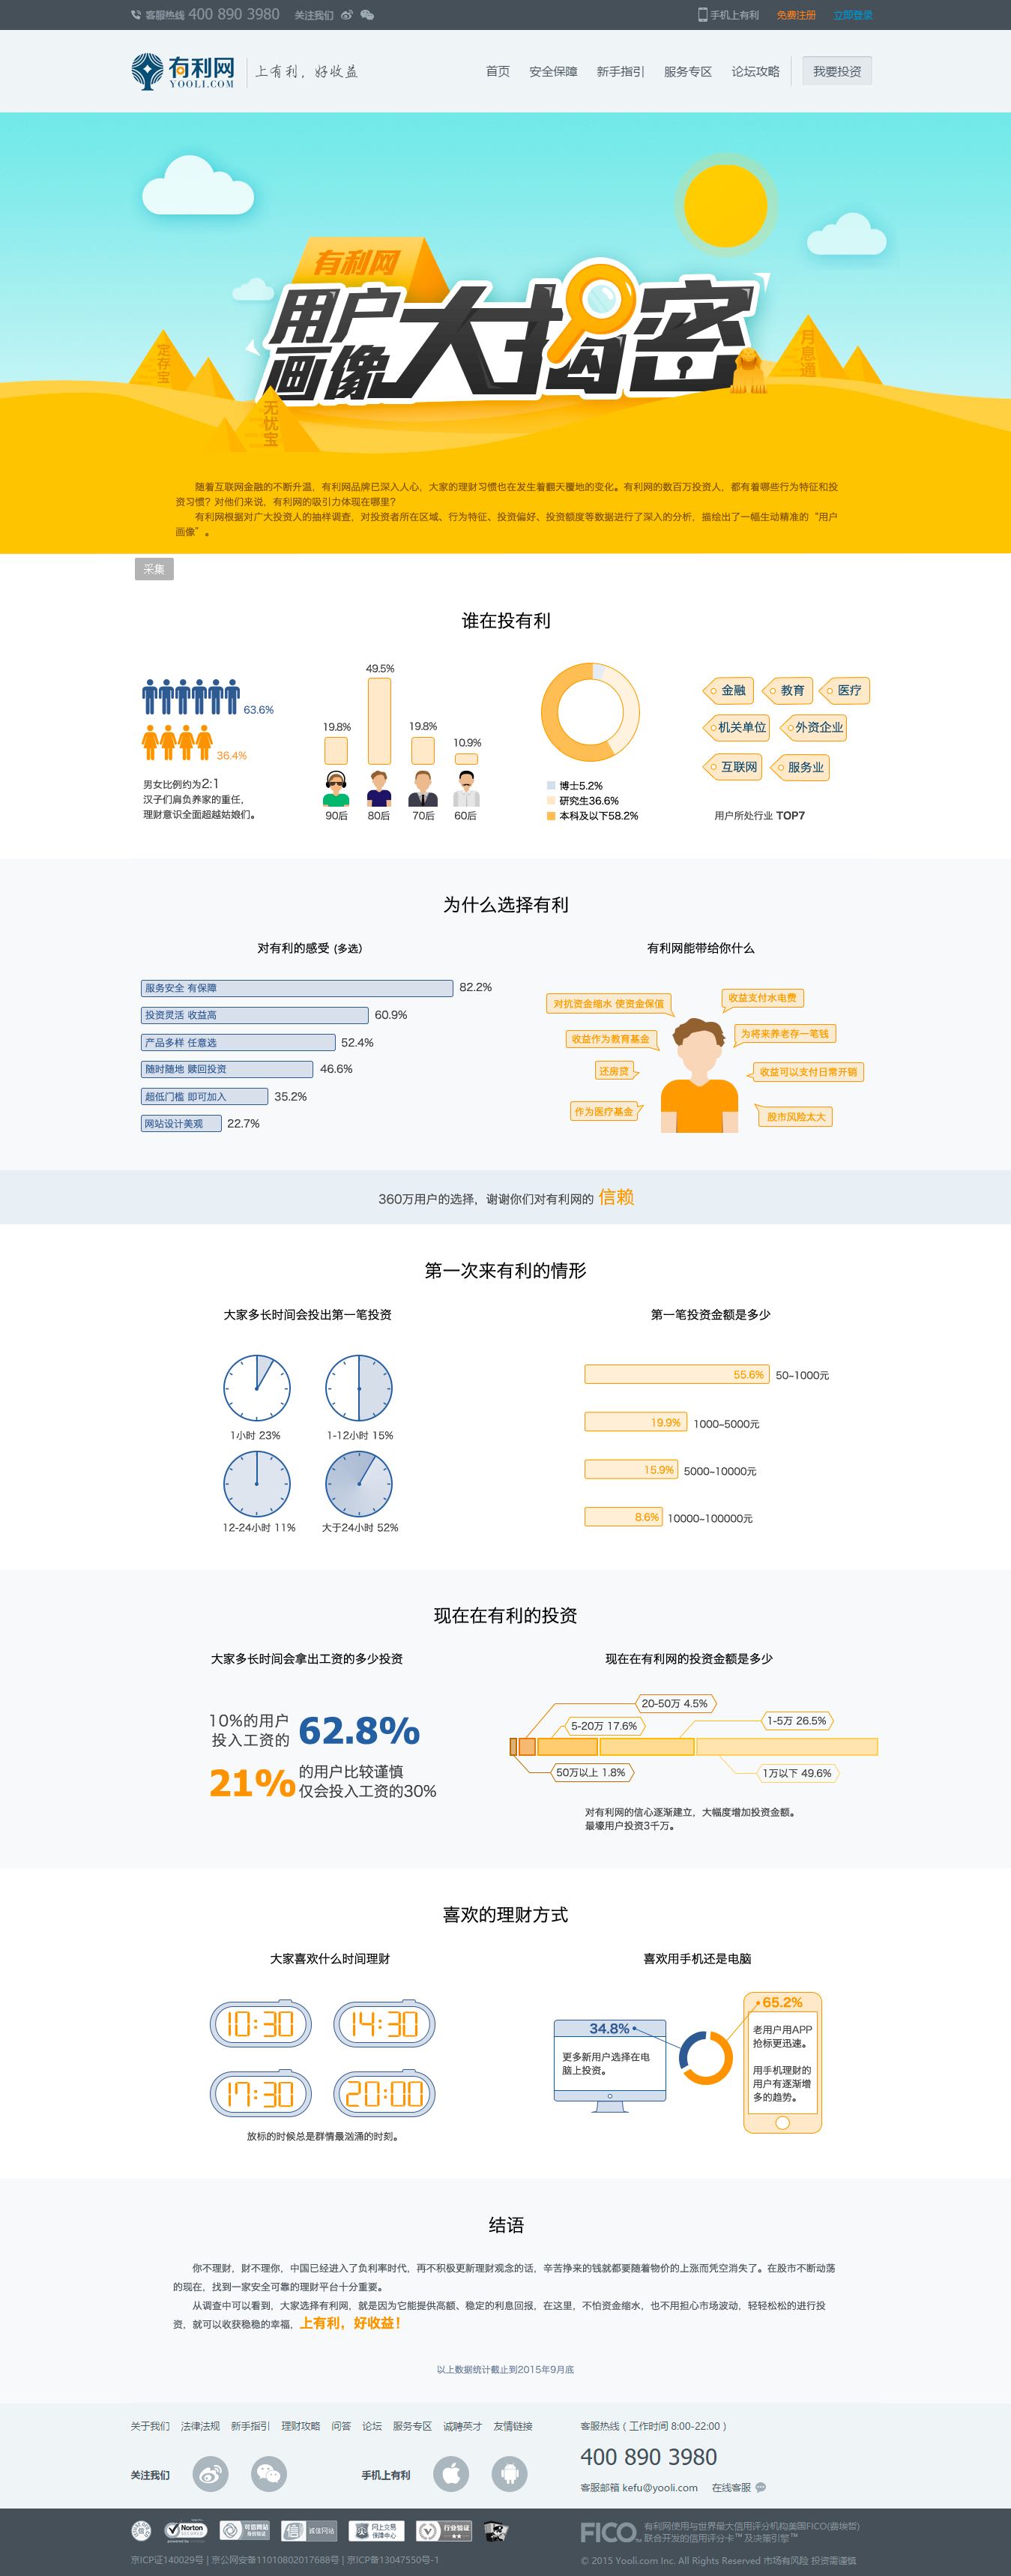 客服热线 400 890 3980 关注我们
手机上有利 免费注册 立即登录
有利网
YOOLI.COM
上有利，好收益
首页 安全保障 新手指引 服务专区 论坛攻略 我要投资
有利网
用户画像大揭密
定存宝
无忧宝
月息通
随着互联网金融的不断升温，有利网品牌已深入人心，大家的理财习惯也在发生着翻天覆地的变化。有利网的数百万投资人，都有着哪些行为特征和投
资习惯？对他们来说，有利网的吸引力体现在哪里？
有利网根据对广大投资人的抽样调查，对投资者所在区域、行为特征、投资偏好、投资额度等数据进行了深入的分析，描绘出了一幅生动精准的“用户
画像”。
采集
谁在投有利
63.6%
36.4%
男女比例约为2:1
汉子们肩负养家的重任，
理财意识全面超越姑娘们。
19.8%
49.5%
19.8%
10.9%
90后 80后 70后 60后
博士5.2%
研究生36.6%
本科及以下58.2%
金融 教育 医疗
机关单位 外资企业
互联网 服务业
用户所处行业 TOP7
为什么选择有利
对有利的感受 (多选)
服务安全 有保障 82.2%
投资灵活 收益高 60.9%
产品多样 任意选 52.4%
随时随地 赎回投资 46.6%
超低门槛 即可加入 35.2%
网站设计美观 22.7%
有利网能带给你什么
对抗资金缩水 使资金保值
收益支付水电费
收益作为教育基金
为将来养老存一笔钱
还房贷
收益可以支付日常开销
作为医疗基金
股市风险太大
360万用户的选择，谢谢你们对有利网的 信赖
第一次来有利的情形
大家多长时间会投出第一笔投资
1小时 23%
1-12小时 15%
12-24小时 11%
大于24小时 52%
第一笔投资金额是多少
55.6% 50~1000元
19.9% 1000~5000元
15.9% 5000~10000元
8.6% 10000~100000元
现在在有利的投资
大家多长时间会拿出工资的多少投资
10%的用户
投入工资的 62.8%
21% 的用户比较谨慎
仅会投入工资的30%
现在在有利网的投资金额是多少
20-50万 4.5%
5-20万 17.6%
1-5万 26.5%
50万以上 1.8%
1万以下 49.6%
对有利网的信心逐渐建立，大幅度增加投资金额。
最壕用户投资3千万。
喜欢的理财方式
大家喜欢什么时间理财
10:30 14:30
17:30 20:00
放标的时候总是群情最汹涌的时刻。
喜欢用手机还是电脑
34.8%
更多新用户选择在电
脑上投资。
65.2%
老用户用APP
抢标更迅速。
用手机理财的
用户有逐渐增
多的趋势。
结语
你不理财，财不理你，中国已经进入了负利率时代，再不积极更新理财观念的话，辛苦挣来的钱就都要随着物价的上涨而凭空消失了。在股市不断动荡
的现在，找到一家安全可靠的理财平台十分重要。
从调查中可以看到，大家选择有利网，就是因为它能提供高额、稳定的利息回报，在这里，不怕资金缩水，也不用担心市场波动，轻轻松松的进行投
资，就可以收获稳稳的幸福，上有利，好收益！
以上数据统计截止到2015年9月底
关于我们 法律法规 新手指引 理财攻略 问答 论坛 服务专区 诚聘英才 友情链接
关注我们
手机上有利
客服热线（工作时间 8:00-22:00）
400 890 3980
客服邮箱 kefu@yooli.com 在线客服
Norton
可信网站
诚信网站
网上交易
保障中心
行业验证
FICO
有利网使用与世界最大信用评分机构美国FICO(费埃哲)
联合开发的信用评分卡™及决策引擎™
京ICP证140029号 | 京公网安备11010802017688号 | 京ICP备13047550号-1
© 2015 Yooli.com Inc. All Rights Reserved 市场有风险 投资需谨慎